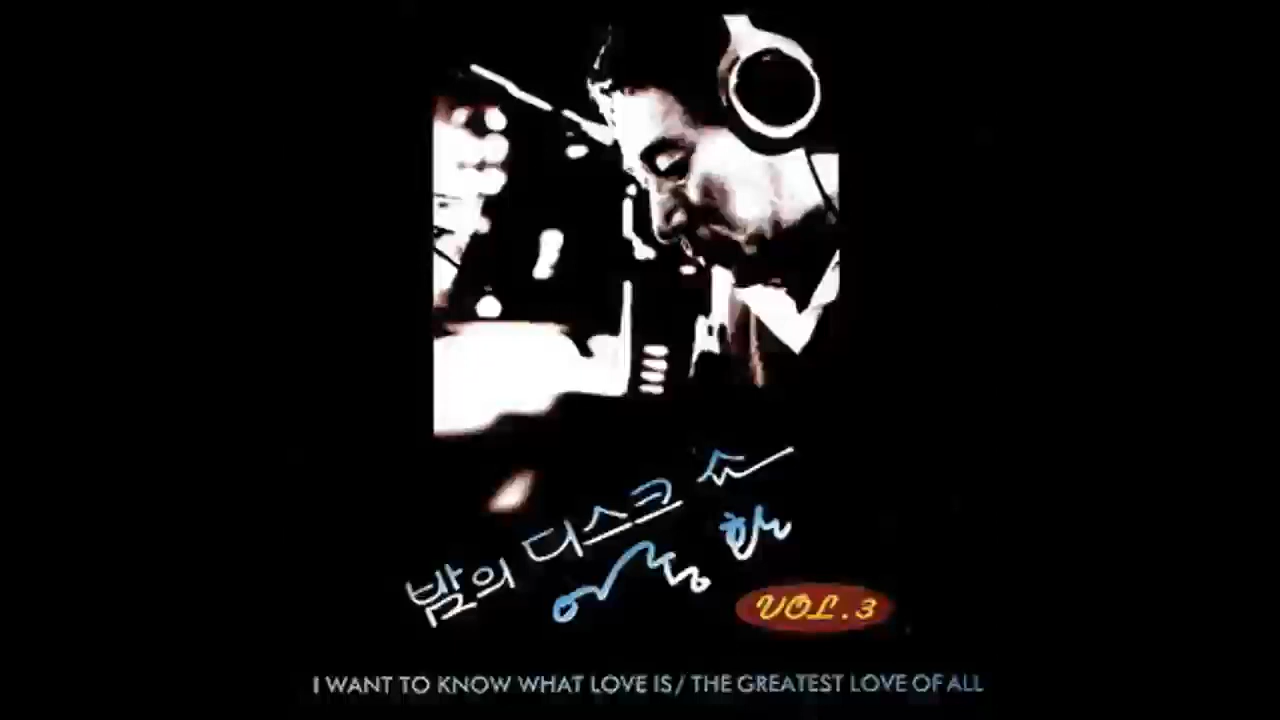 밤의 디스크 쇼
이종환
VOL.3
I WANT TO KNOW WHAT LOVE IS / THE GREATEST LOVE OF ALL